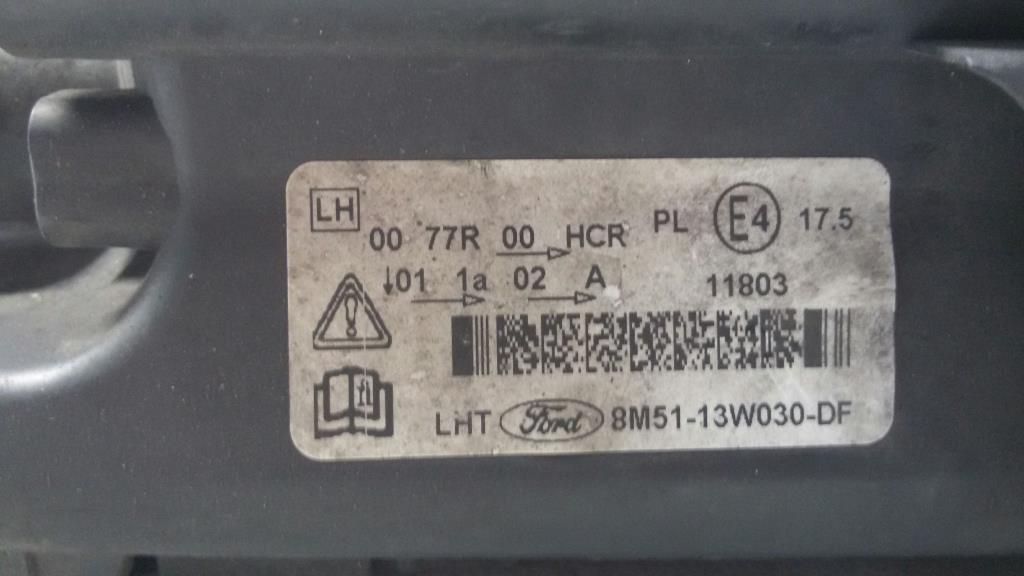 LH
00 77R 00 HCR PL E4 17.5
↓01 1a 02 A 11803
LHT Ford 8M51-13W030-DF